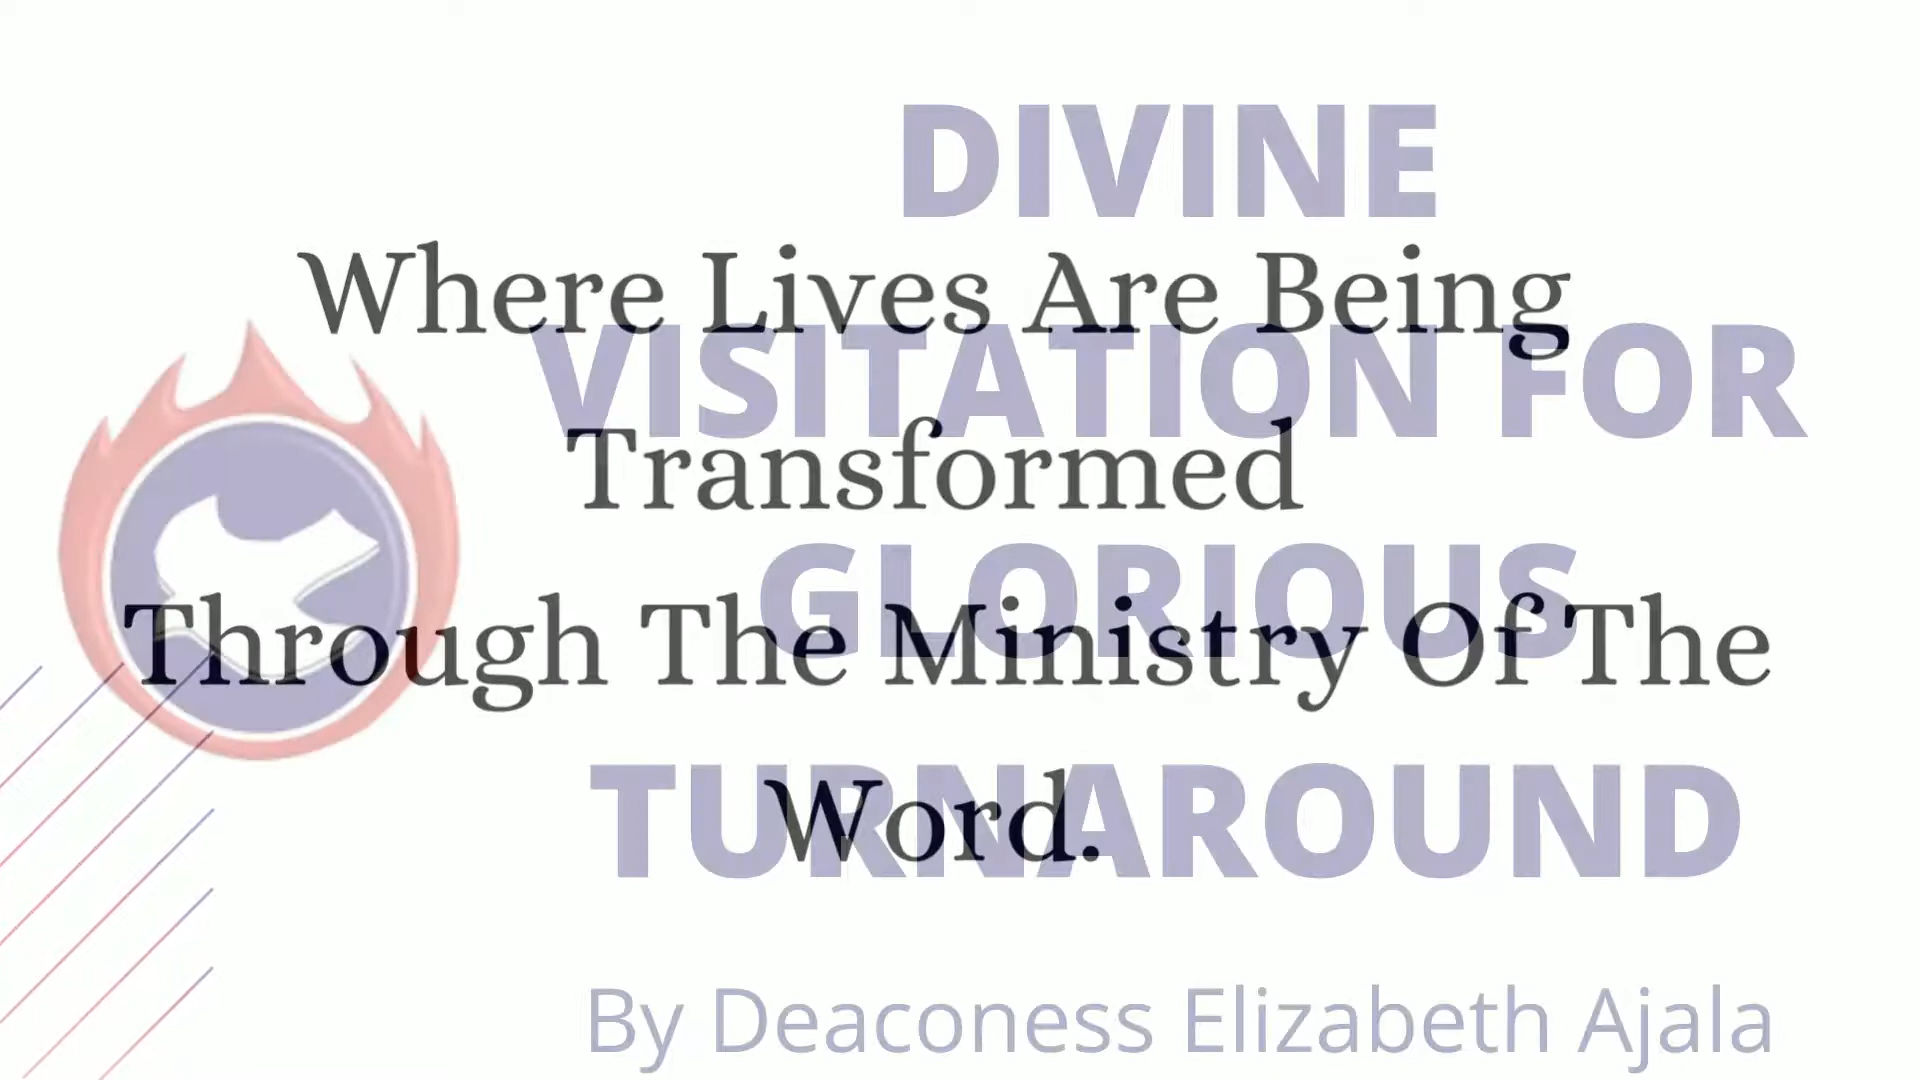 DIVINE
Where Lives Are Being
VISITATION FOR
Transformed
GLORIOUS
Through The Ministry Of The
TURNAROUND
Word.
By Deaconess Elizabeth Ajala